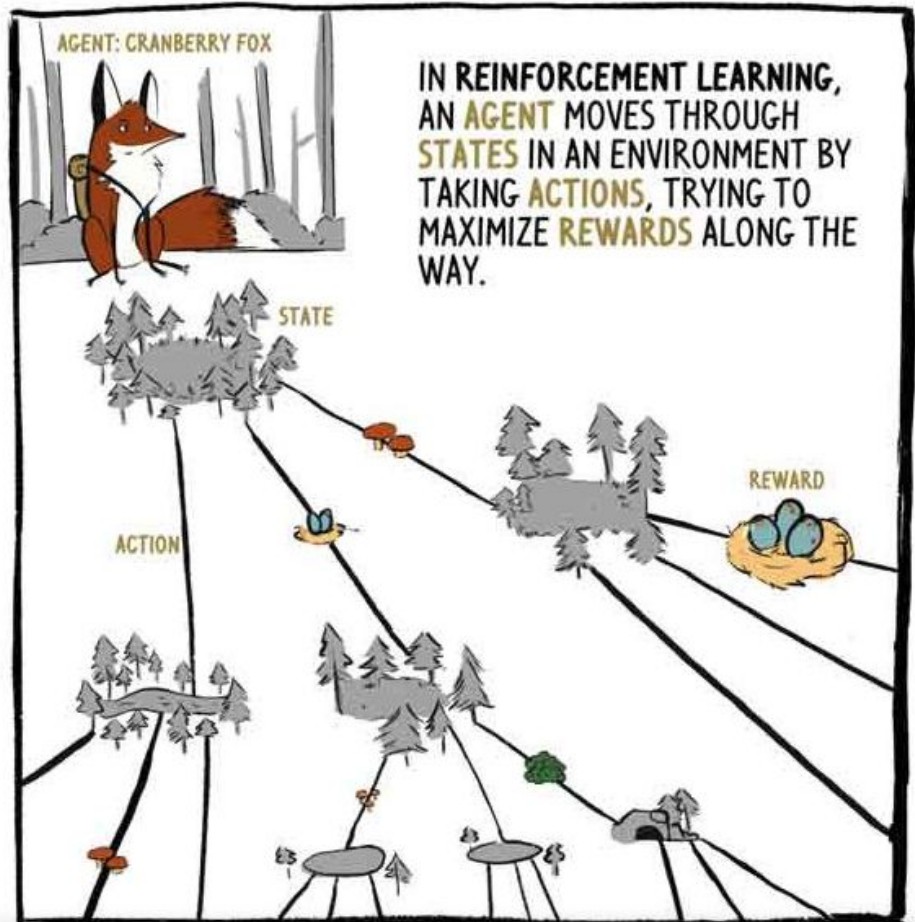 AGENT: CRANBERRY FOX
IN REINFORCEMENT LEARNING,
AN AGENT MOVES THROUGH
STATES IN AN ENVIRONMENT BY
TAKING ACTIONS, TRYING TO
MAXIMIZE REWARDS ALONG THE
WAY.
STATE
REWARD
ACTION